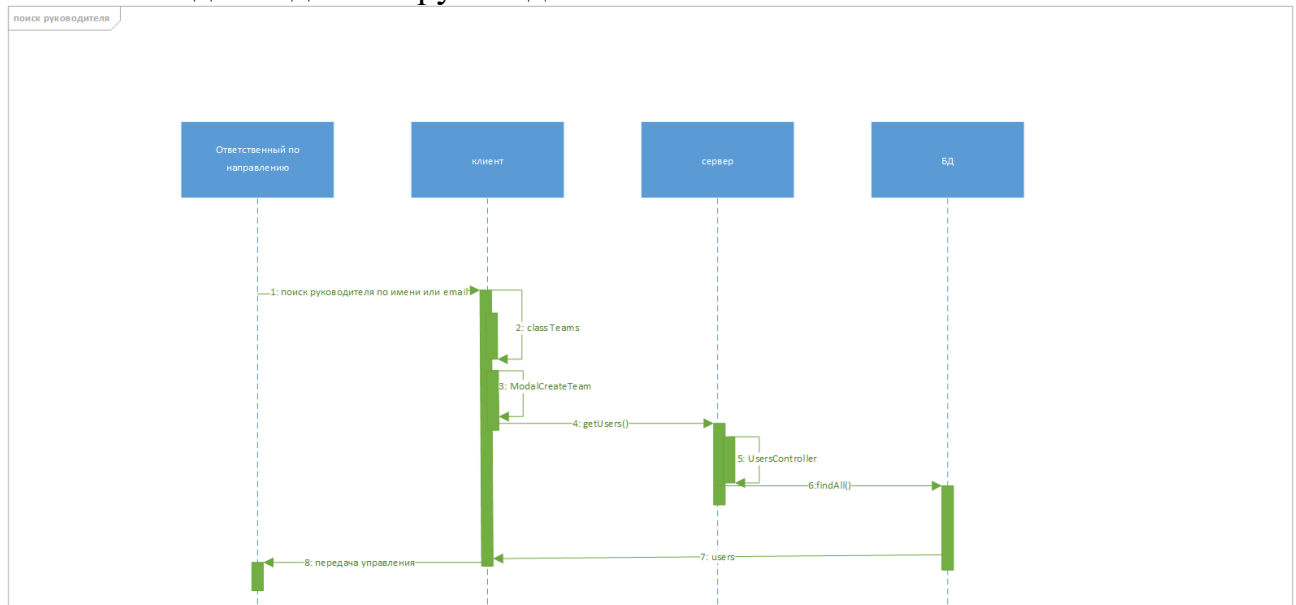 поиск руководителя
Ответственный по
направлению
клиент
сервер
БД
1: поиск руководителя по имени или email
2: classTeams
3: ModalCreateTeam
4: getUsers()
5: UsersController
6:findAll()
7: users
8: передача управления